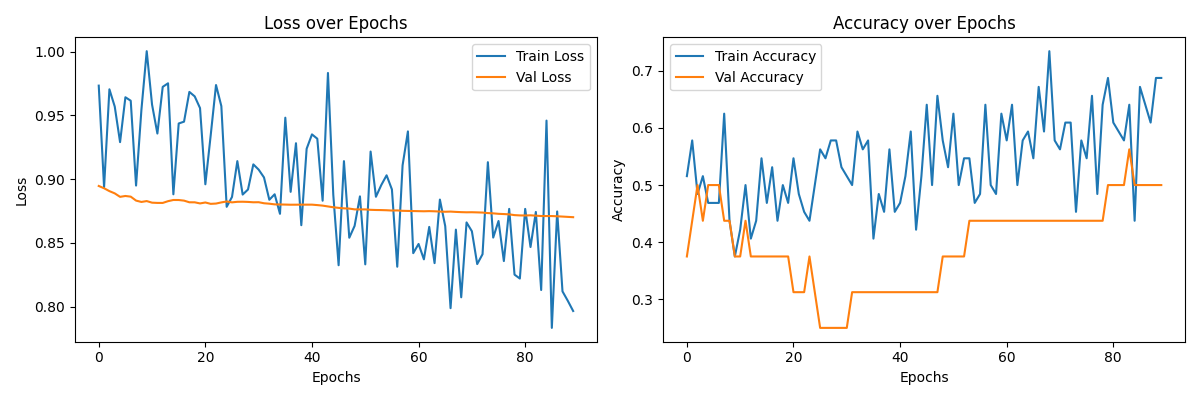 Loss over Epochs
Train Loss
Val Loss
1.00
0.95
0.90
0.85
0.80
Loss
0
20
40
60
80
Epochs
Accuracy over Epochs
Train Accuracy
Val Accuracy
0.7
0.6
0.5
0.4
0.3
Accuracy
0
20
40
60
80
Epochs